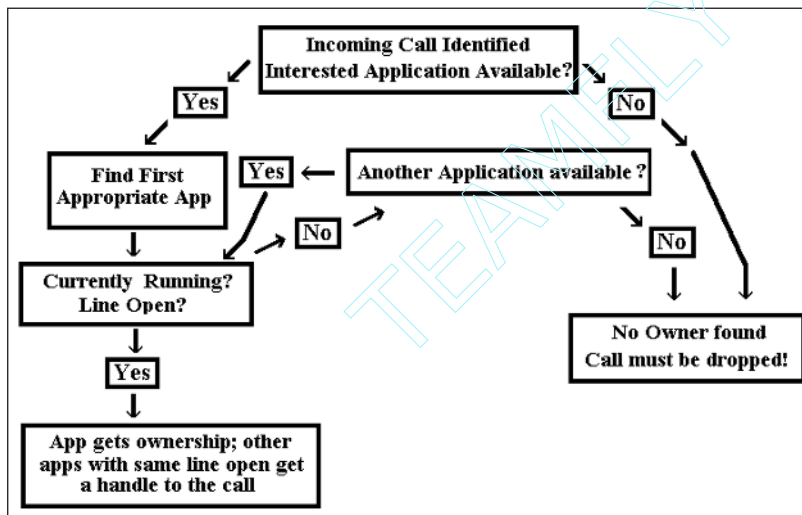 Incoming Call Identified
Interested Application Available?
Yes
No
Find First
Appropriate App
Yes
Another Application available ?
No
No
Currently Running?
Line Open?
Yes
No Owner found
Call must be dropped!
App gets ownership; other
apps with same line open get
a handle to the call
TEAMFLY